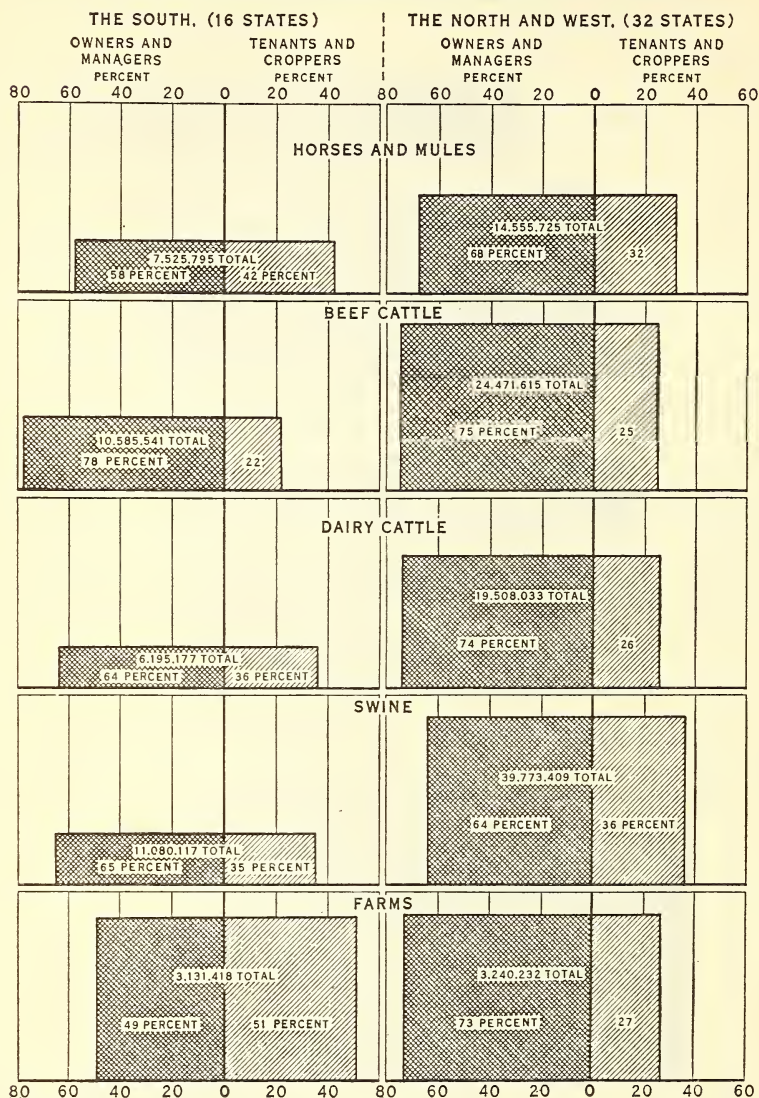 THE SOUTH, (16 STATES)
THE NORTH AND WEST, (32 STATES)
OWNERS AND MANAGERS PERCENT
TENANTS AND CROPPERS PERCENT
OWNERS AND MANAGERS PERCENT
TENANTS AND CROPPERS PERCENT
80 60 40 20 0 20 40 60 80 60 40 20 0 20 40 60
HORSES AND MULES
7,525,795 TOTAL
58 PERCENT 42 PERCENT
14,555,725 TOTAL
68 PERCENT 32
BEEF CATTLE
10,585,541 TOTAL
78 PERCENT 22
24,471,615 TOTAL
75 PERCENT 25
DAIRY CATTLE
6,195,177 TOTAL
64 PERCENT 36 PERCENT
19,508,033 TOTAL
74 PERCENT 26
SWINE
11,080,117 TOTAL
65 PERCENT 35 PERCENT
39,773,409 TOTAL
64 PERCENT 36 PERCENT
FARMS
3,131,418 TOTAL
49 PERCENT 51 PERCENT
3,240,232 TOTAL
73 PERCENT 27
80 60 40 20 0 20 40 60 80 60 40 20 0 20 40 60